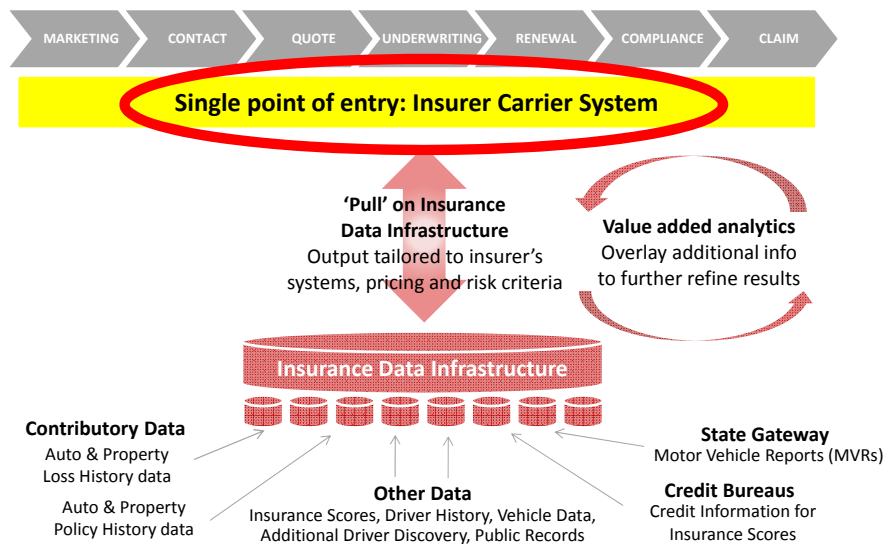 MARKETING
CONTACT
QUOTE
UNDERWRITING
RENEWAL
COMPLIANCE
CLAIM
Single point of entry: Insurer Carrier System
‘Pull’ on Insurance
Data Infrastructure
Output tailored to insurer’s
systems, pricing and risk criteria
Value added analytics
Overlay additional info
to further refine results
Insurance Data Infrastructure
Contributory Data
Auto & Property
Loss History data
Auto & Property
Policy History data
Other Data
Insurance Scores, Driver History, Vehicle Data,
Additional Driver Discovery, Public Records
State Gateway
Motor Vehicle Reports (MVRs)
Credit Bureaus
Credit Information for
Insurance Scores